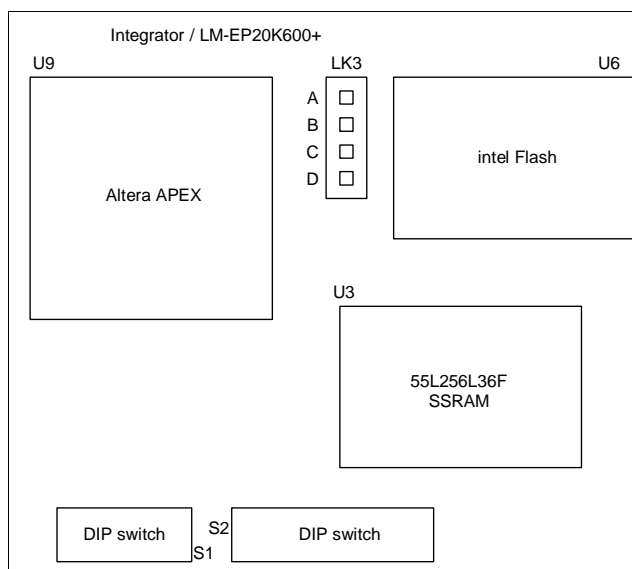 Integrator / LM-EP20K600+
U9
LK3
U6
A
B
C
D
Altera APEX
intel Flash
U3
55L256L36F
SSRAM
DIP switch
S1
S2
DIP switch